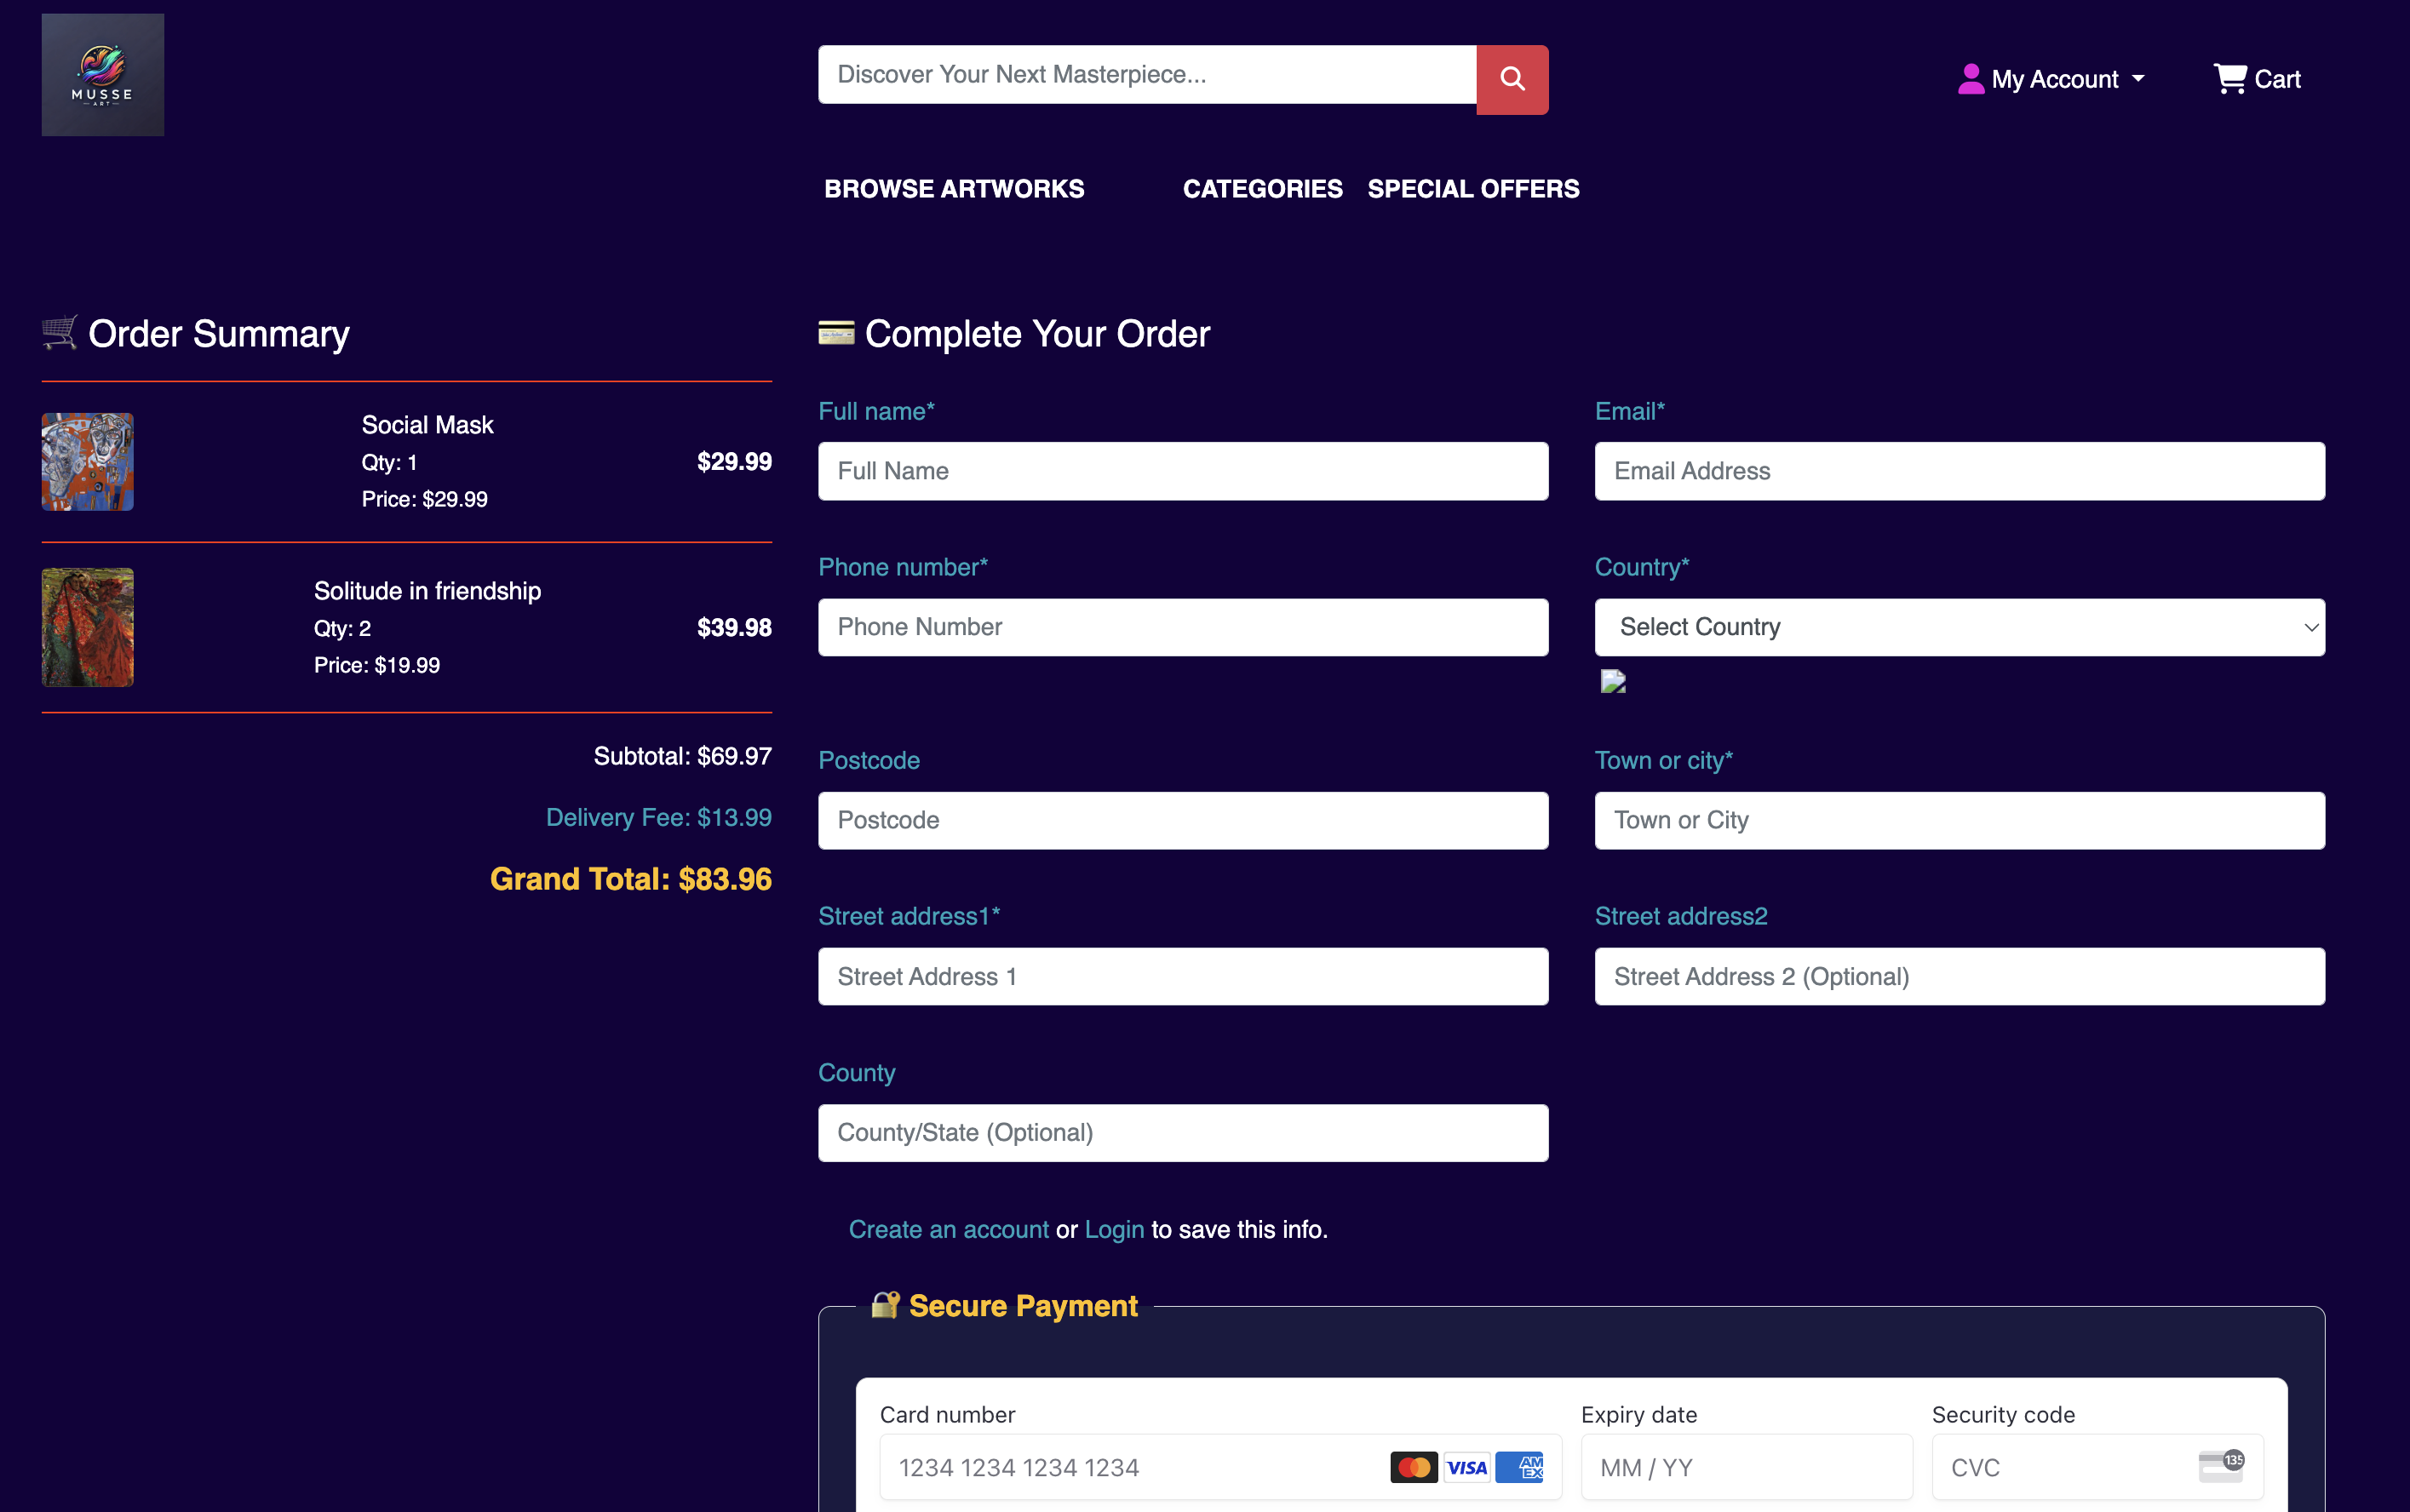 MUSSE
ART
Discover Your Next Masterpiece...
My Account
Cart
BROWSE ARTWORKS
CATEGORIES
SPECIAL OFFERS
Order Summary
Social Mask
Qty: 1
Price: $29.99
$29.99
Solitude in friendship
Qty: 2
Price: $19.99
$39.98
Subtotal: $69.97
Delivery Fee: $13.99
Grand Total: $83.96
Complete Your Order
Full name*
Full Name
Email*
Email Address
Phone number*
Phone Number
Country*
Select Country
Postcode
Postcode
Town or city*
Town or City
Street address1*
Street Address 1
Street address2
Street Address 2 (Optional)
County
County/State (Optional)
Create an account or Login to save this info.
Secure Payment
Card number
1234 1234 1234 1234
VISA
AM
EX
Expiry date
MM / YY
Security code
CVC
135